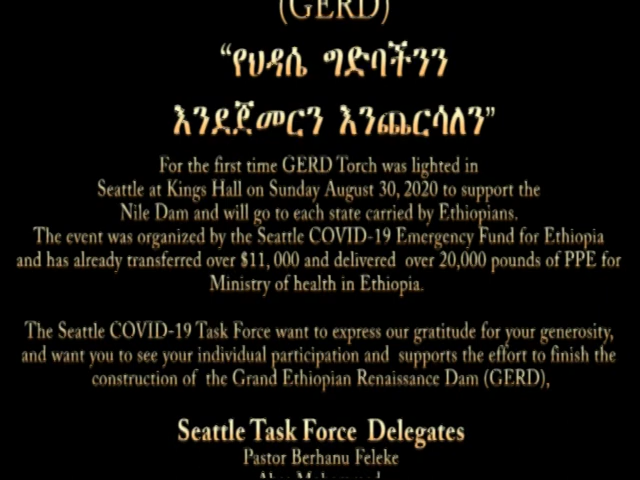 (GERD)
“የህዳሴ ግድባችንን
እንደጀመርን እንጨርሳለን”
For the first time GERD Torch was lighted in
Seattle at Kings Hall on Sunday August 30, 2020 to support the
Nile Dam and will go to each state carried by Ethiopians.
The event was organized by the Seattle COVID-19 Emergency Fund for Ethiopia
and has already transferred over $11, 000 and delivered over 20,000 pounds of PPE for
Ministry of health in Ethiopia.
The Seattle COVID-19 Task Force want to express our gratitude for your generosity,
and want you to see your individual participation and supports the effort to finish the
construction of the Grand Ethiopian Renaissance Dam (GERD),
Seattle Task Force Delegates
Pastor Berhanu Feleke